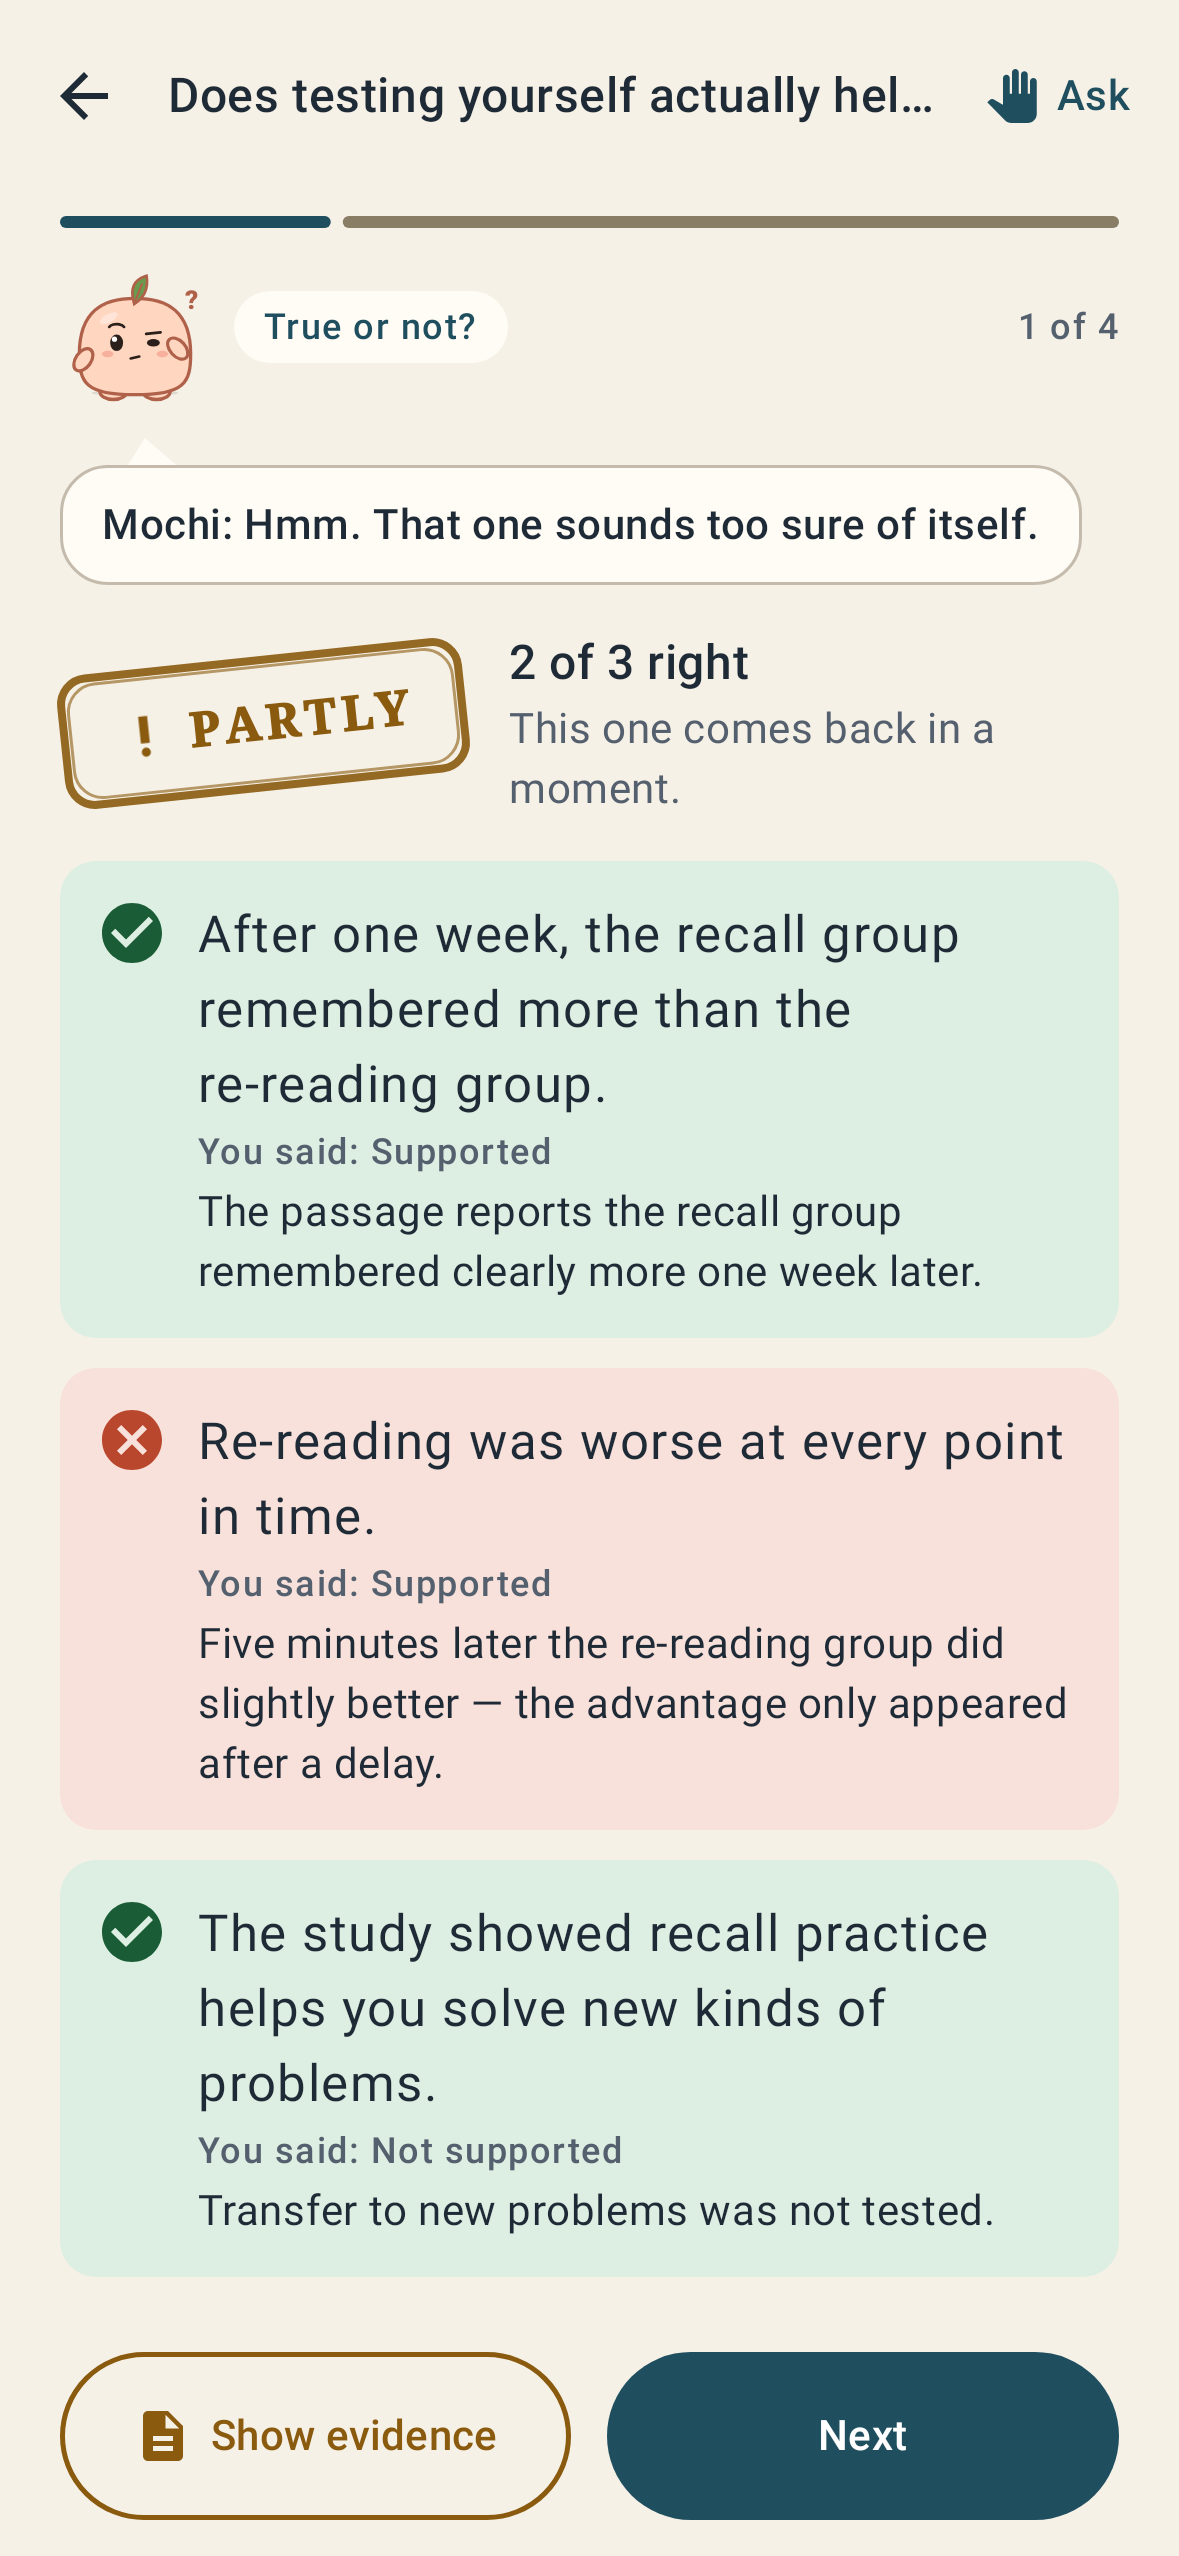 Does testing yourself actually hel...
Ask
?
True or not?
1 of 4
Mochi: Hmm. That one sounds too sure of itself.
! PARTLY
2 of 3 right
This one comes back in a
moment.
After one week, the recall group
remembered more than the
re-reading group.
You said: Supported
The passage reports the recall group
remembered clearly more one week later.
Re-reading was worse at every point
in time.
You said: Supported
Five minutes later the re-reading group did
slightly better — the advantage only appeared
after a delay.
The study showed recall practice
helps you solve new kinds of
problems.
You said: Not supported
Transfer to new problems was not tested.
Show evidence
Next